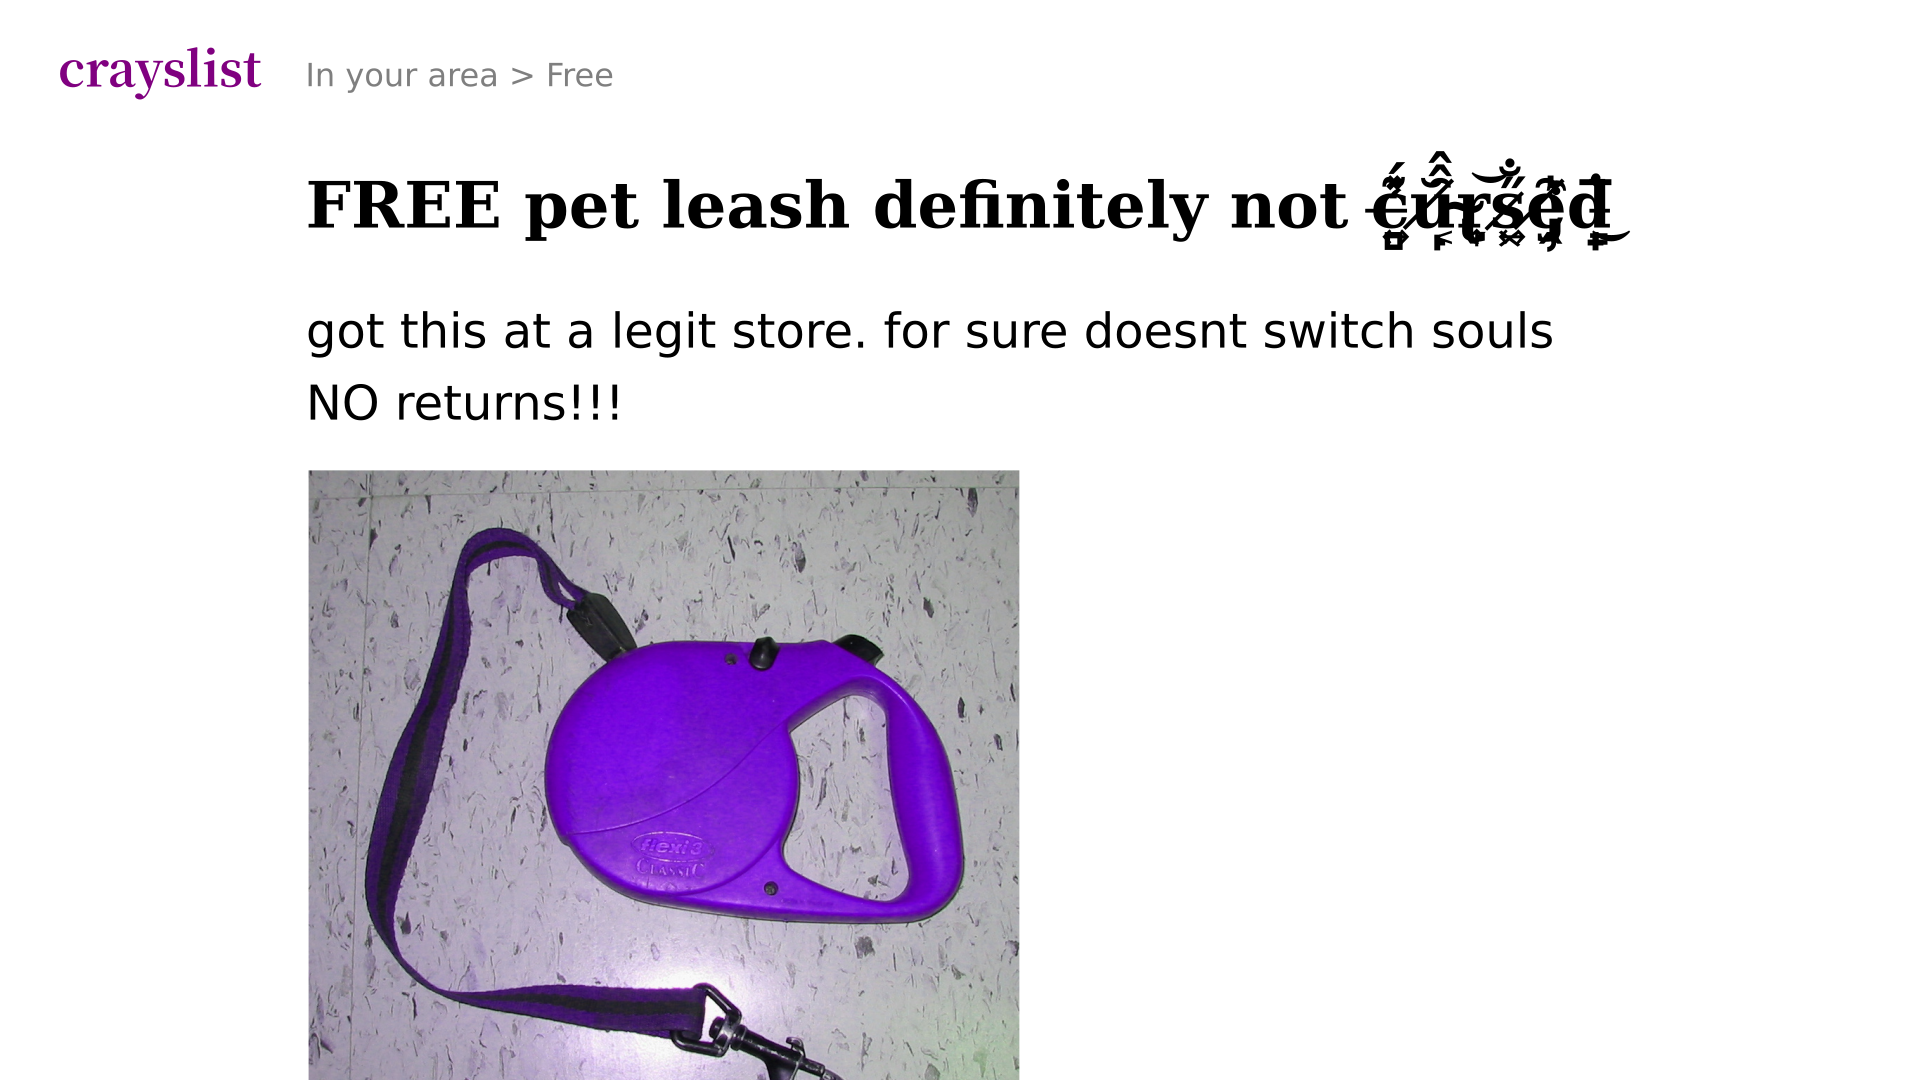 crayslist
In your area > Free
FREE pet leash definitely not cursed
got this at a legit store. for sure doesnt switch souls
NO returns!!!
flexi 3
CLASSIC